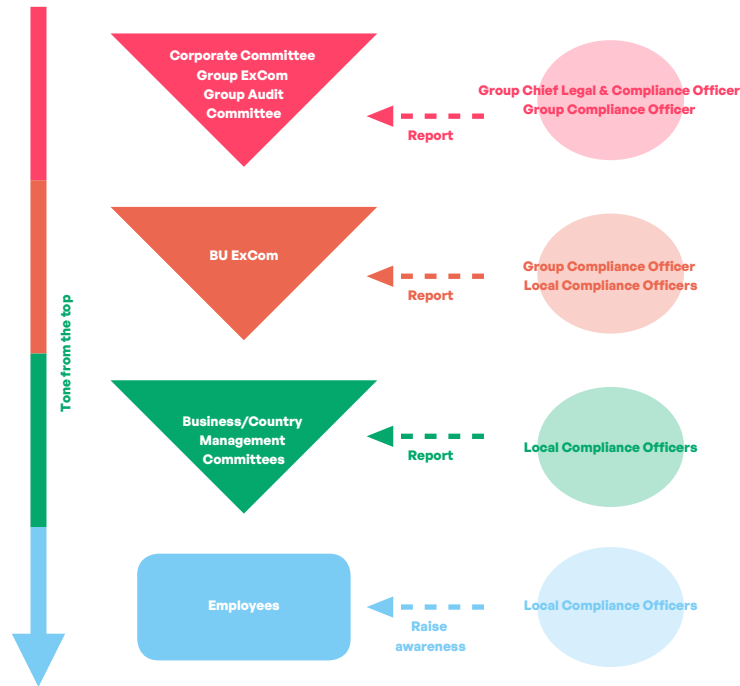 Corporate Committee
Group ExCom
Group Audit
Committee
Report
Group Chief Legal & Compliance Officer
Group Compliance Officer
BU ExCom
Report
Group Compliance Officer
Local Compliance Officers
Tone from the top
Business/Country
Management
Committees
Report
Local Compliance Officers
Employees
Raise
awareness
Local Compliance Officers